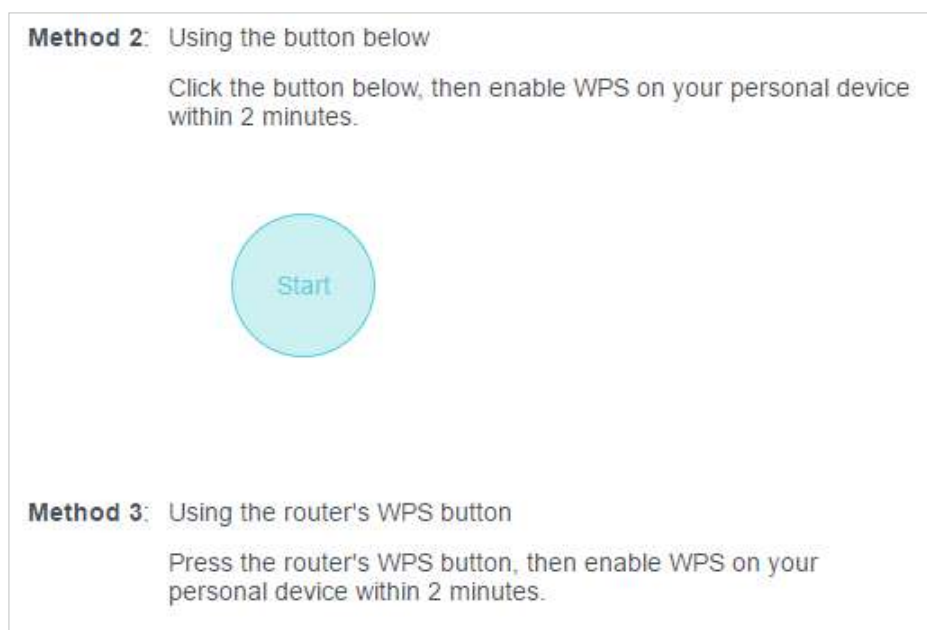 Method 2: Using the button below
Click the button below, then enable WPS on your personal device
within 2 minutes.
Start
Method 3: Using the router's WPS button
Press the router's WPS button, then enable WPS on your
personal device within 2 minutes.